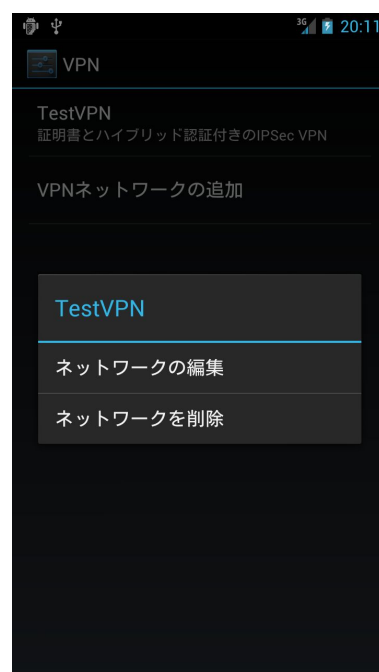 3G 20:11
VPN
TestVPN
証明書とハイブリッド認証付きのIPSec VPN
VPNネットワークの追加
TestVPN
ネットワークの編集
ネットワークを削除